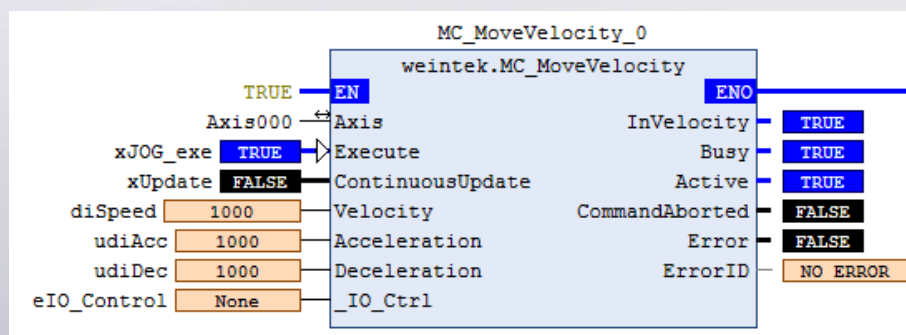 MC_MoveVelocity_0
weintek.MC_MoveVelocity
TRUE EN ENO
Axis000 Axis InVelocity TRUE
xJOG_exe TRUE Execute Busy TRUE
xUpdate FALSE ContinuousUpdate Active TRUE
diSpeed 1000 Velocity CommandAborted FALSE
udiAcc 1000 Acceleration Error FALSE
udiDec 1000 Deceleration ErrorID NO ERROR
eIO_Control None _IO_Ctrl